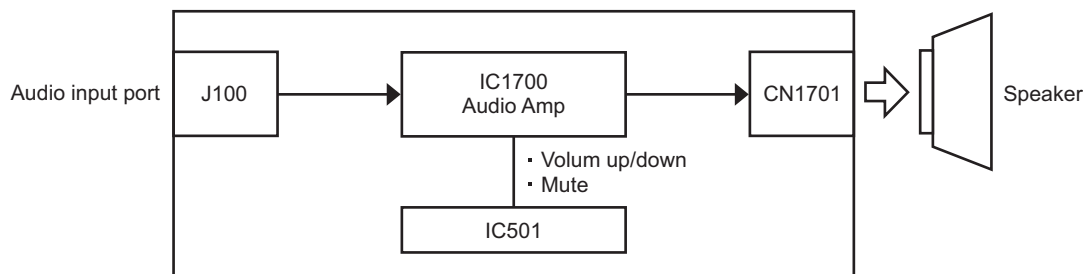 Audio input port
J100
IC1700
Audio Amp
CN1701
Speaker
・Volum up/down
・Mute
IC501